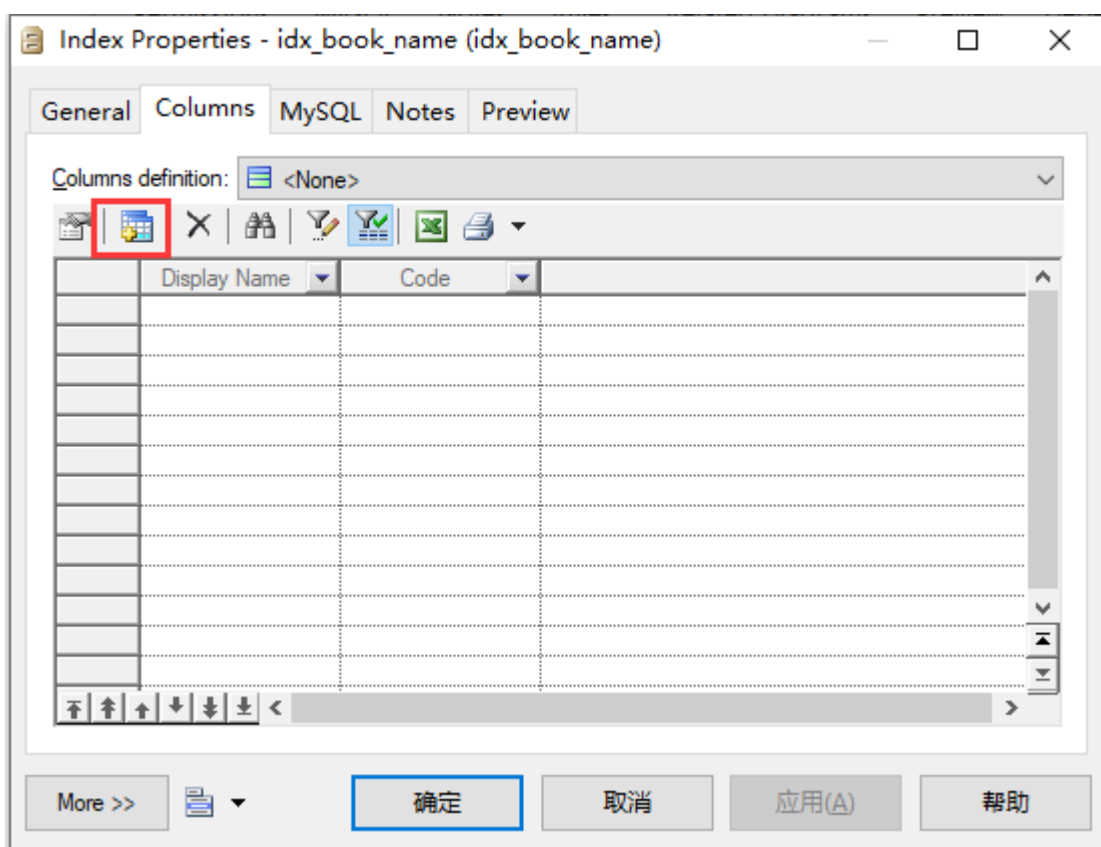 Index Properties - idx_book_name (idx_book_name)
General Columns MySQL Notes Preview
Columns definition: <None>
Display Name Code
More >> 确定 取消 应用(A) 帮助